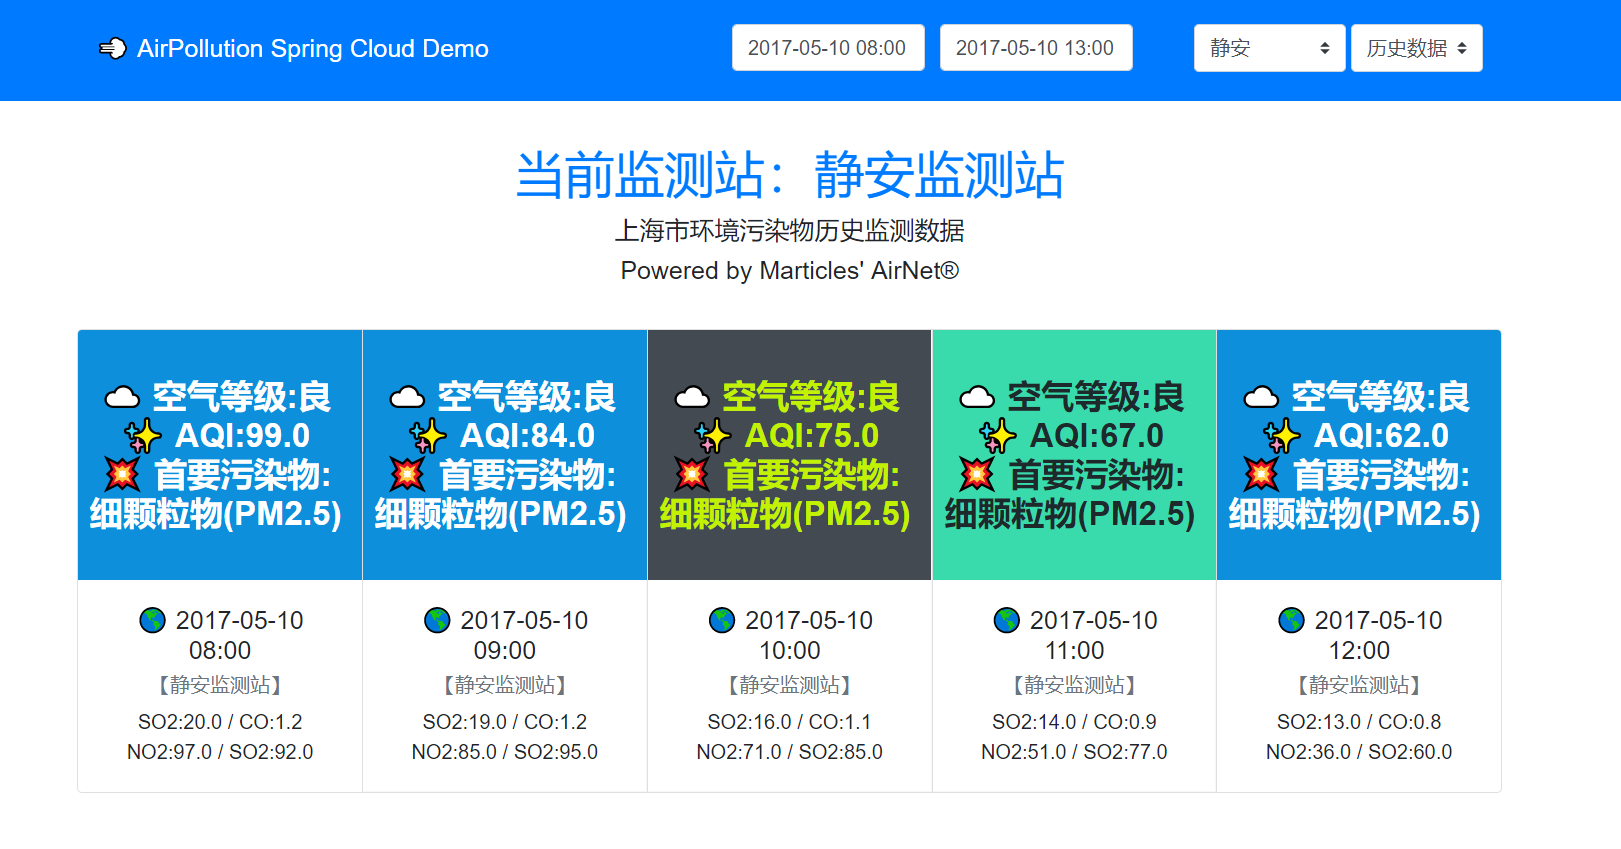 AirPollution Spring Cloud Demo
2017-05-10 08:00
2017-05-10 13:00
静安
历史数据
当前监测站：静安监测站
上海市环境污染物历史监测数据
Powered by Marticles' AirNet®
空气等级:良
AQI:99.0
首要污染物:
细颗粒物(PM2.5)
2017-05-10
08:00
【静安监测站】
SO2:20.0 / CO:1.2
NO2:97.0 / SO2:92.0
空气等级:良
AQI:84.0
首要污染物:
细颗粒物(PM2.5)
2017-05-10
09:00
【静安监测站】
SO2:19.0 / CO:1.2
NO2:85.0 / SO2:95.0
空气等级:良
AQI:75.0
首要污染物:
细颗粒物(PM2.5)
2017-05-10
10:00
【静安监测站】
SO2:16.0 / CO:1.1
NO2:71.0 / SO2:85.0
空气等级:良
AQI:67.0
首要污染物:
细颗粒物(PM2.5)
2017-05-10
11:00
【静安监测站】
SO2:14.0 / CO:0.9
NO2:51.0 / SO2:77.0
空气等级:良
AQI:62.0
首要污染物:
细颗粒物(PM2.5)
2017-05-10
12:00
【静安监测站】
SO2:13.0 / CO:0.8
NO2:36.0 / SO2:60.0